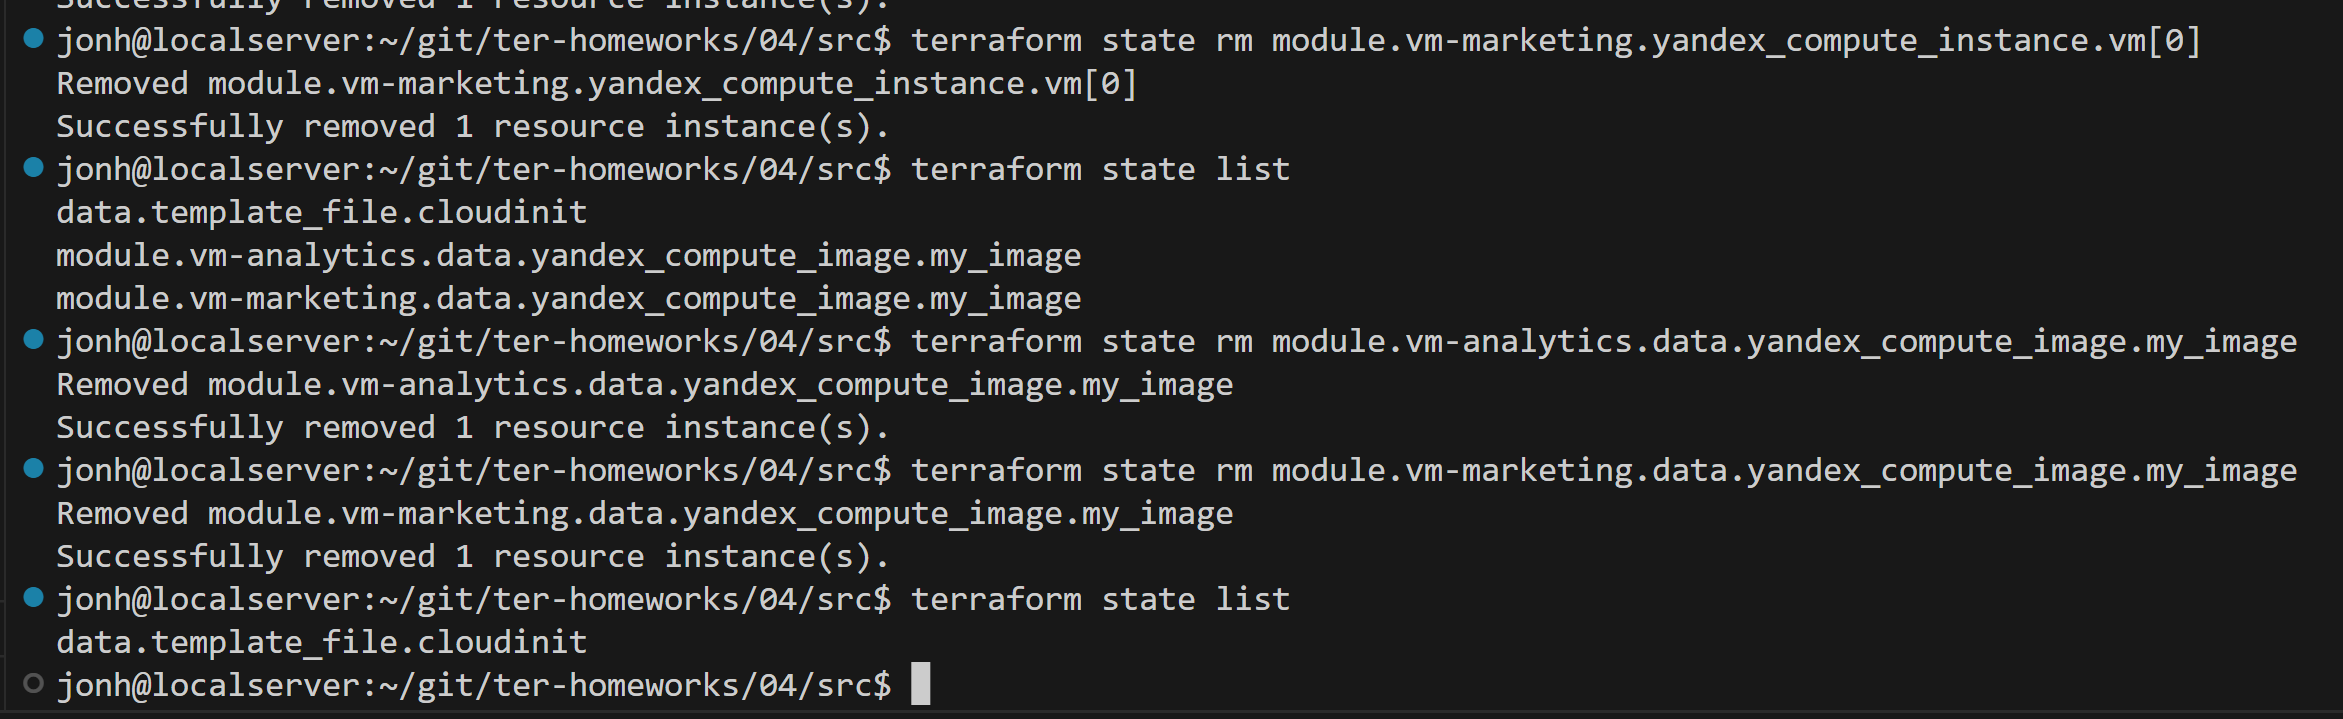 Successfully removed 1 resource instance(s).
jonh@localserver:~/git/ter-homeworks/04/src$ terraform state rm module.vm-marketing.yandex_compute_instance.vm[0]
Removed module.vm-marketing.yandex_compute_instance.vm[0]
Successfully removed 1 resource instance(s).
jonh@localserver:~/git/ter-homeworks/04/src$ terraform state list
data.template_file.cloudinit
module.vm-analytics.data.yandex_compute_image.my_image
module.vm-marketing.data.yandex_compute_image.my_image
jonh@localserver:~/git/ter-homeworks/04/src$ terraform state rm module.vm-analytics.data.yandex_compute_image.my_image
Removed module.vm-analytics.data.yandex_compute_image.my_image
Successfully removed 1 resource instance(s).
jonh@localserver:~/git/ter-homeworks/04/src$ terraform state rm module.vm-marketing.data.yandex_compute_image.my_image
Removed module.vm-marketing.data.yandex_compute_image.my_image
Successfully removed 1 resource instance(s).
jonh@localserver:~/git/ter-homeworks/04/src$ terraform state list
data.template_file.cloudinit
jonh@localserver:~/git/ter-homeworks/04/src$